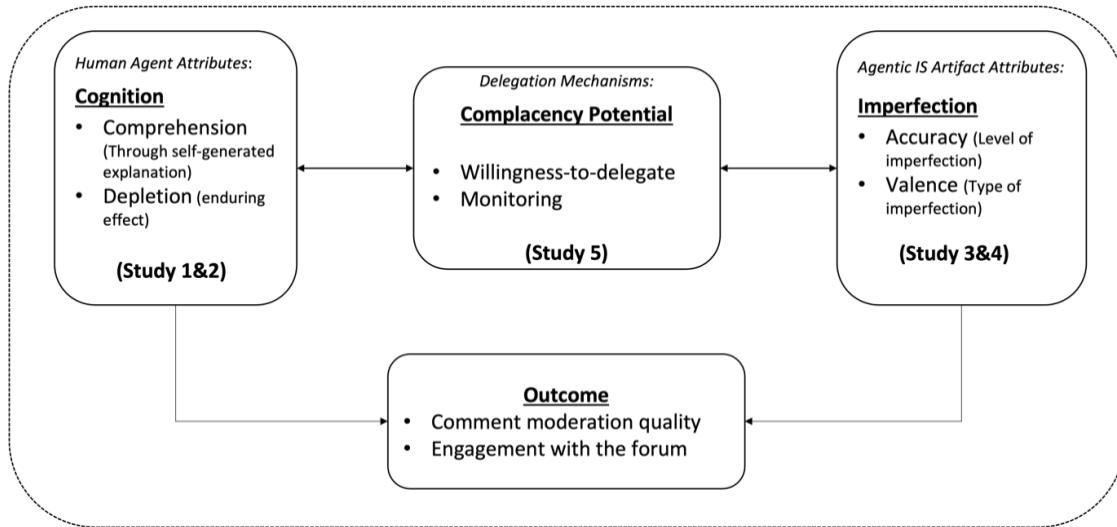 Human Agent Attributes:
Cognition
• Comprehension
(Through self-generated
explanation)
• Depletion (enduring
effect)
(Study 1&2)
Delegation Mechanisms:
Complacency Potential
• Willingness-to-delegate
• Monitoring
(Study 5)
Agentic IS Artifact Attributes:
Imperfection
• Accuracy (Level of
imperfection)
• Valence (Type of
imperfection)
(Study 3&4)
Outcome
• Comment moderation quality
• Engagement with the forum